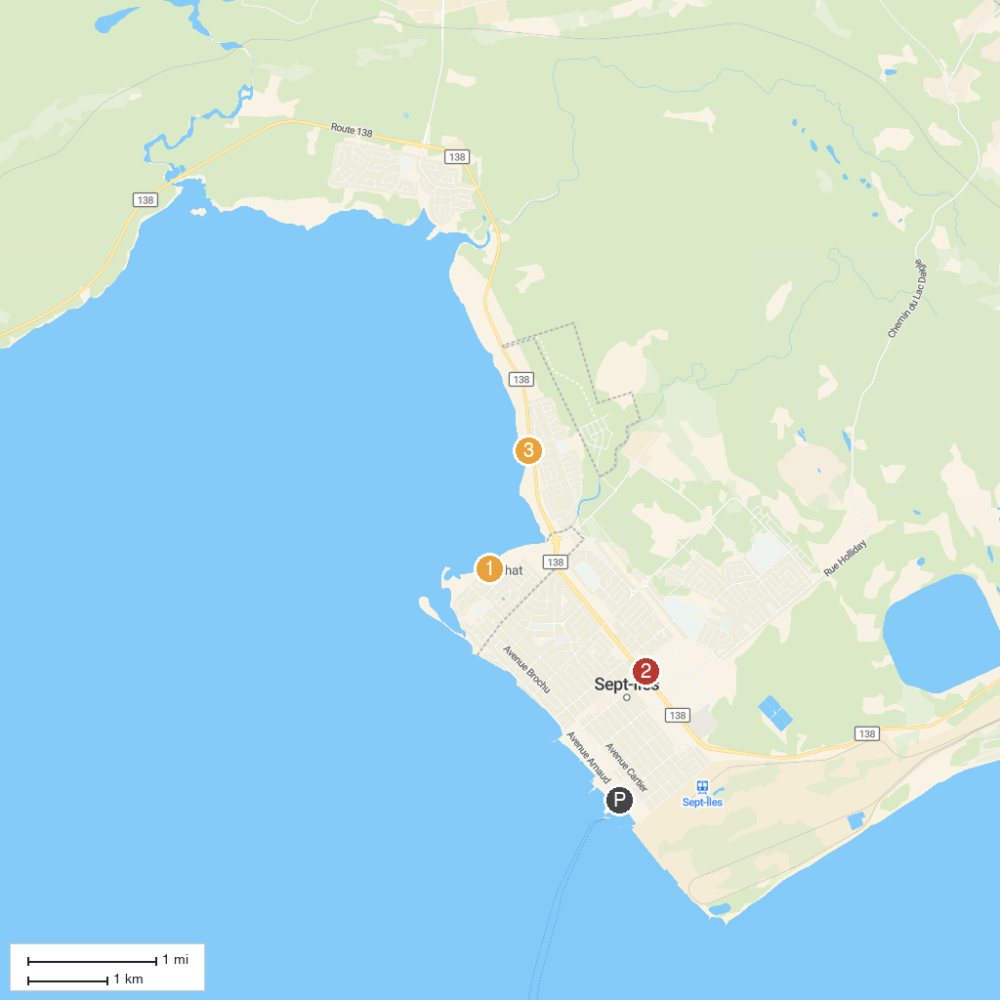 Route 138
138
138
Chemin du Lac Daigle
138
3
138
1
hat
Rue Holliday
Avenue Brochu
2
Sept-Îles
138
138
Avenue Arnaud
Avenue Cartier
P
Sept-Îles
1 mi
1 km